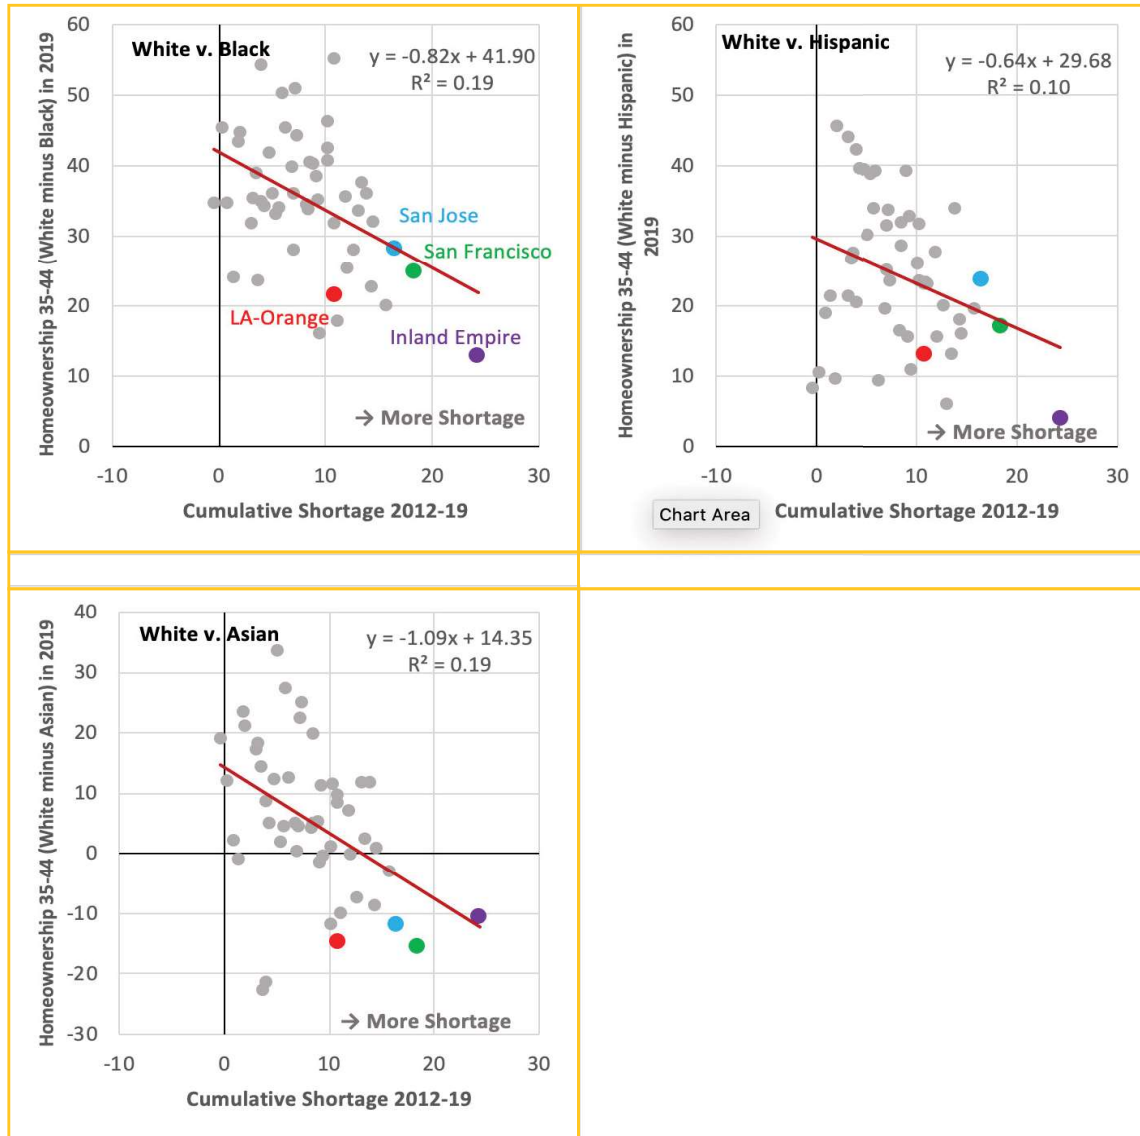 White v. Black
y = -0.82x + 41.90
R² = 0.19
Homeownership 35-44 (White minus Black) in 2019
60
50
40
30
20
10
0
San Jose
San Francisco
LA-Orange
Inland Empire
→ More Shortage
-10 0 10 20 30
Cumulative Shortage 2012-19
White v. Hispanic
y = -0.64x + 29.68
R² = 0.10
Homeownership 35-44 (White minus Hispanic) in
2019
60
50
40
30
20
10
0
→ More Shortage
-10 0 10 20 30
Chart Area
Cumulative Shortage 2012-19
White v. Asian
y = -1.09x + 14.35
R² = 0.19
Homeownership 35-44 (White minus Asian) in 2019
40
30
20
10
0
-10
-20
-30
→ More Shortage
-10 0 10 20 30
Cumulative Shortage 2012-19